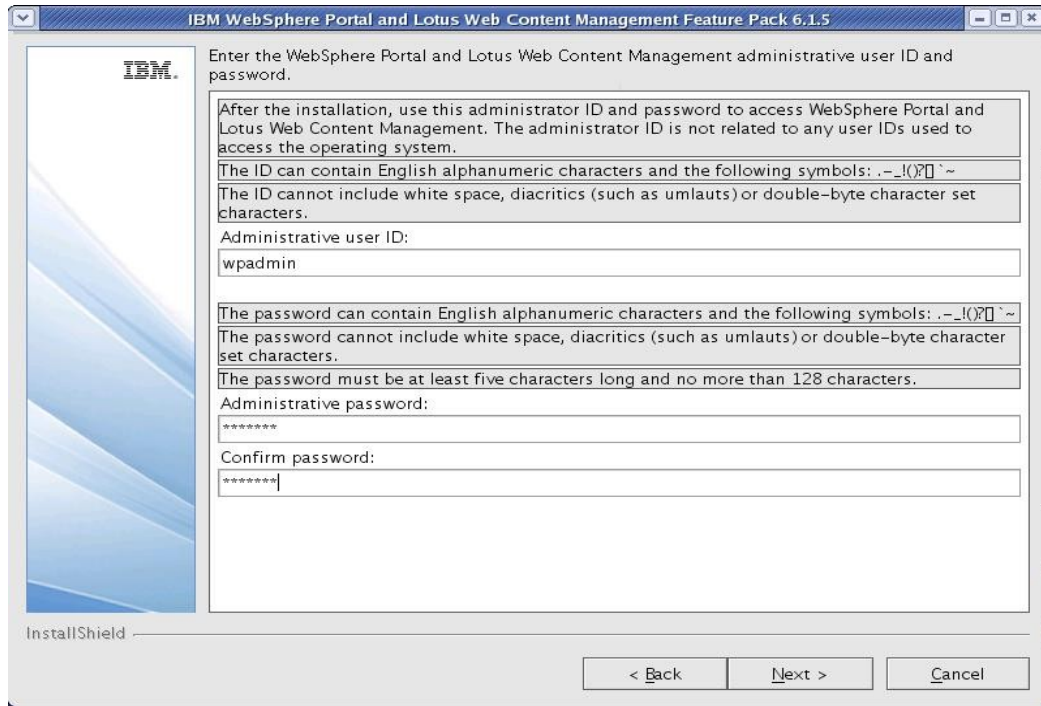 IBM WebSphere Portal and Lotus Web Content Management Feature Pack 6.1.5
IBM.
Enter the WebSphere Portal and Lotus Web Content Management administrative user ID and
password.
After the installation, use this administrator ID and password to access WebSphere Portal and
Lotus Web Content Management. The administrator ID is not related to any user IDs used to
access the operating system.
The ID can contain English alphanumeric characters and the following symbols: .-_!()?[] `~
The ID cannot include white space, diacritics (such as umlauts) or double-byte character set
characters.
Administrative user ID:
wpadmin
The password can contain English alphanumeric characters and the following symbols: .-_!()?[] `~
The password cannot include white space, diacritics (such as umlauts) or double-byte character
set characters.
The password must be at least five characters long and no more than 128 characters.
Administrative password:
*******
Confirm password:
*******
InstallShield
< Back
Next >
Cancel